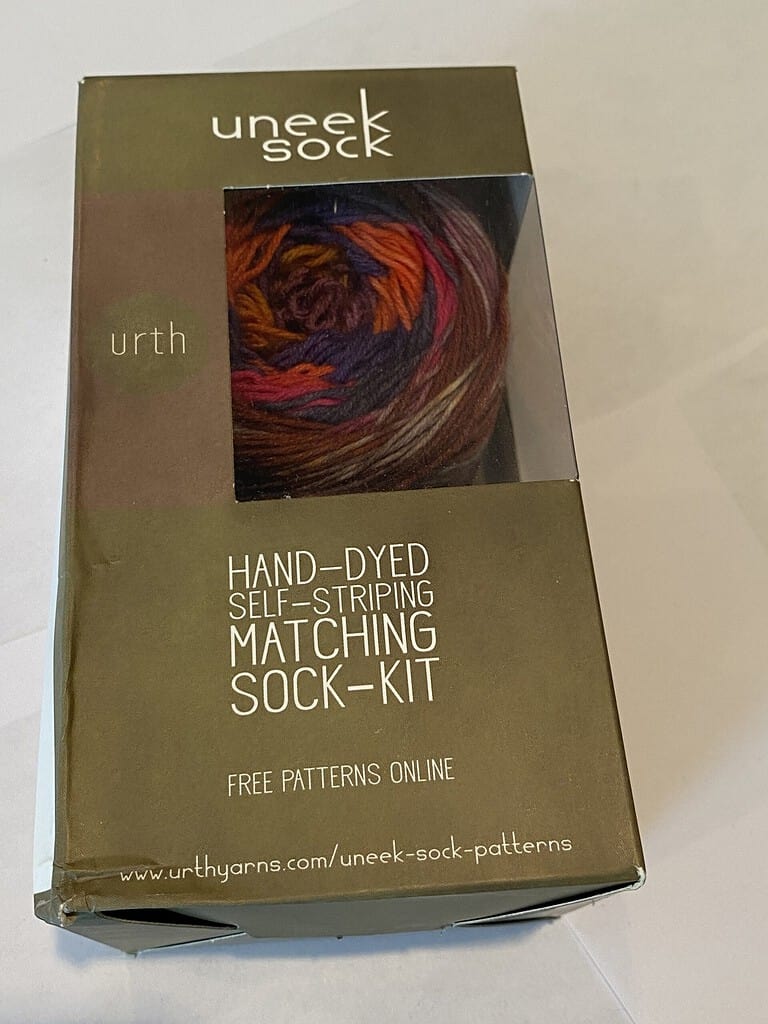 uneek
sock
urth
HAND-DYED
SELF-STRIPING
MATCHING
SOCK-KIT
FREE PATTERNS ONLINE
www.urthyarns.com/uneek-sock-patterns